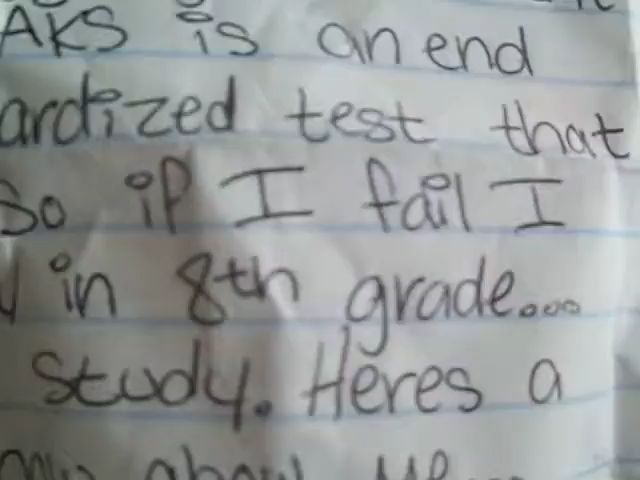 AKS is an end
ardized test that
So if I fail I
in 8th grade...
study. Heres a